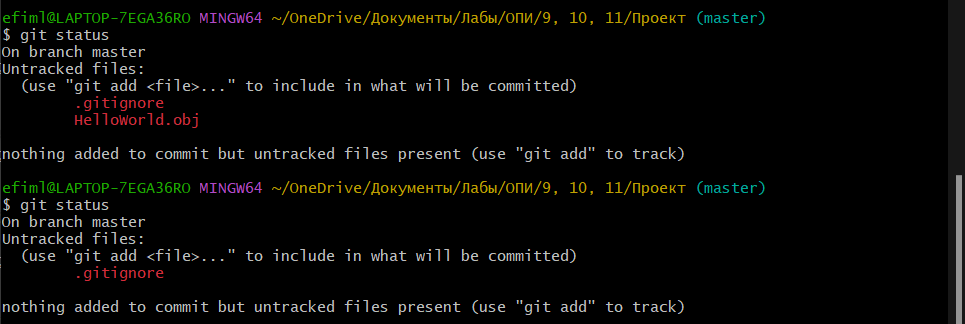 efiml@LAPTOP-7EGA36RO MINGW64 ~/OneDrive/Документы/Лабы/ОПИ/9, 10, 11/Проект (master)
$ git status
On branch master
Untracked files:
  (use "git add <file>..." to include in what will be committed)
        .gitignore
        HelloWorld.obj

nothing added to commit but untracked files present (use "git add" to track)

efiml@LAPTOP-7EGA36RO MINGW64 ~/OneDrive/Документы/Лабы/ОПИ/9, 10, 11/Проект (master)
$ git status
On branch master
Untracked files:
  (use "git add <file>..." to include in what will be committed)
        .gitignore

nothing added to commit but untracked files present (use "git add" to track)